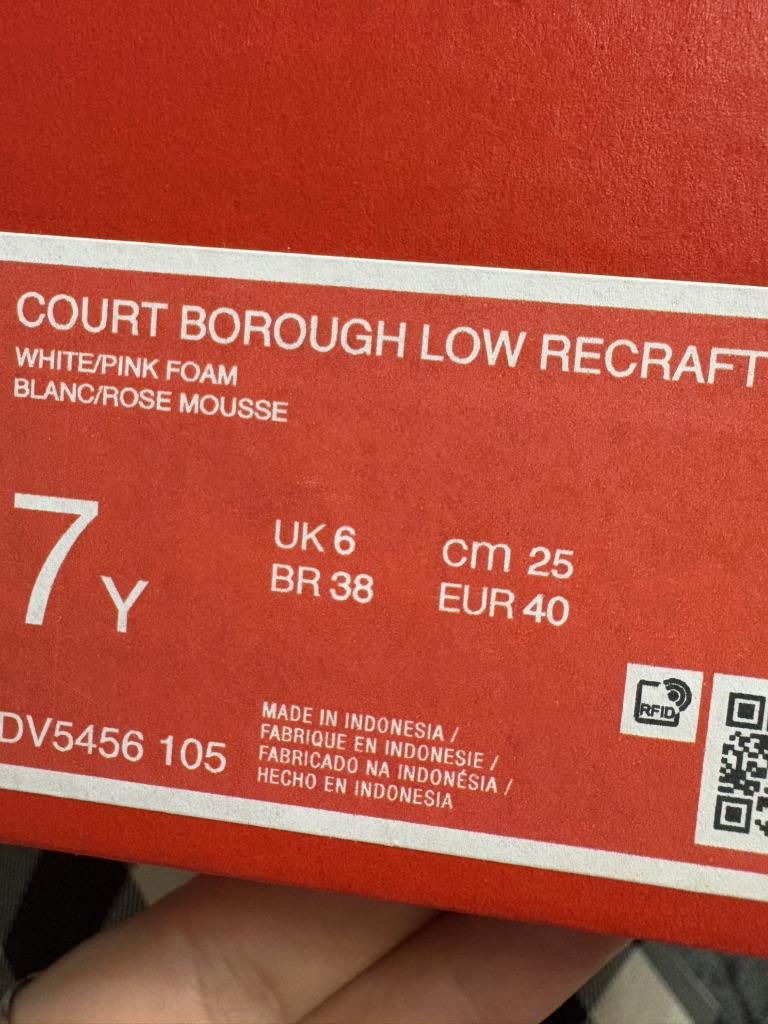 COURT BOROUGH LOW RECRAFT
WHITE/PINK FOAM
BLANC/ROSE MOUSSE
7Y
UK 6
BR 38
cm 25
EUR 40
DV5456 105
MADE IN INDONESIA /
FABRIQUE EN INDONESIE /
FABRICADO NA INDONÉSIA /
HECHO EN INDONESIA
RFID